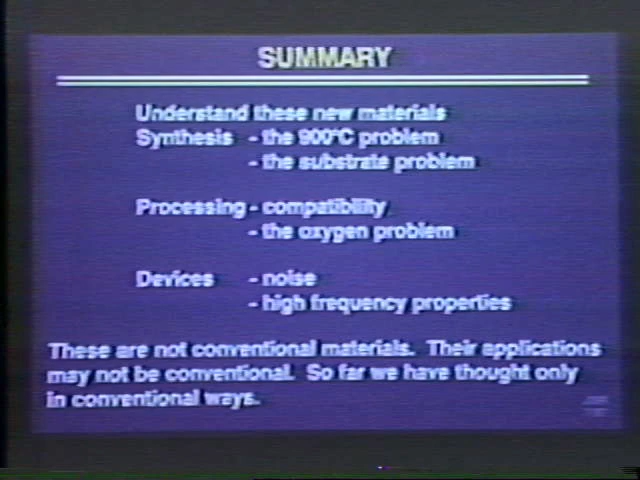 SUMMARY
Understand these new materials
Synthesis - the 900°C problem
- the substrate problem
Processing - compatibility
- the oxygen problem
Devices - noise
- high frequency properties
These are not conventional materials. Their applications
may not be conventional. So far we have thought only
in conventional ways.